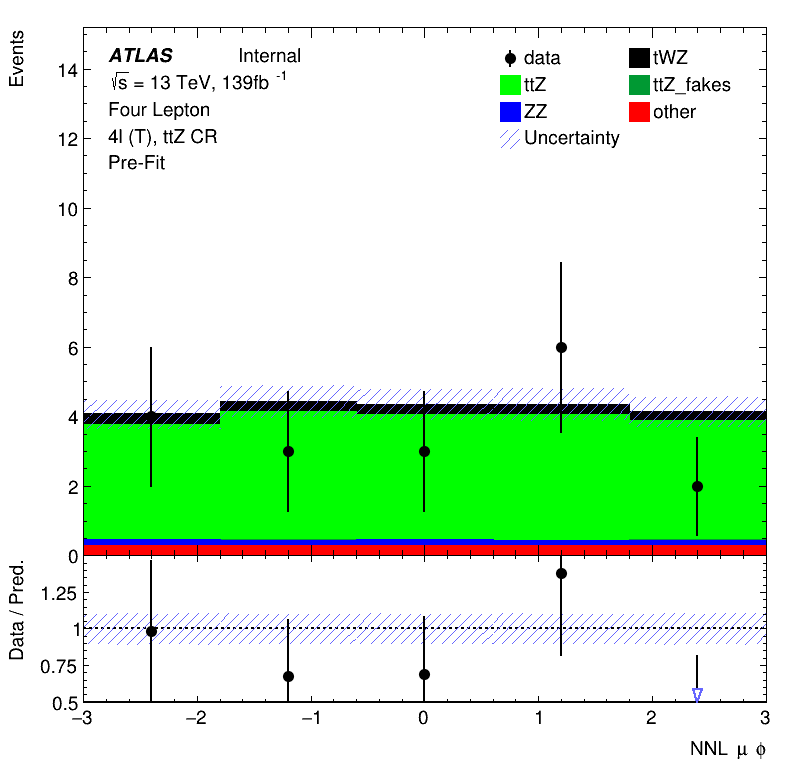 Events
ATLAS Internal
√s = 13 TeV, 139fb -1
Four Lepton
4l (T), ttZ CR
Pre-Fit
data
tWZ
ttZ
ttZ_fakes
ZZ
other
Uncertainty
14
12
10
8
6
4
2
0
Data / Pred.
1.25
1
0.75
0.5
−3 −2 −1 0 1 2 3
NNL μ ϕ